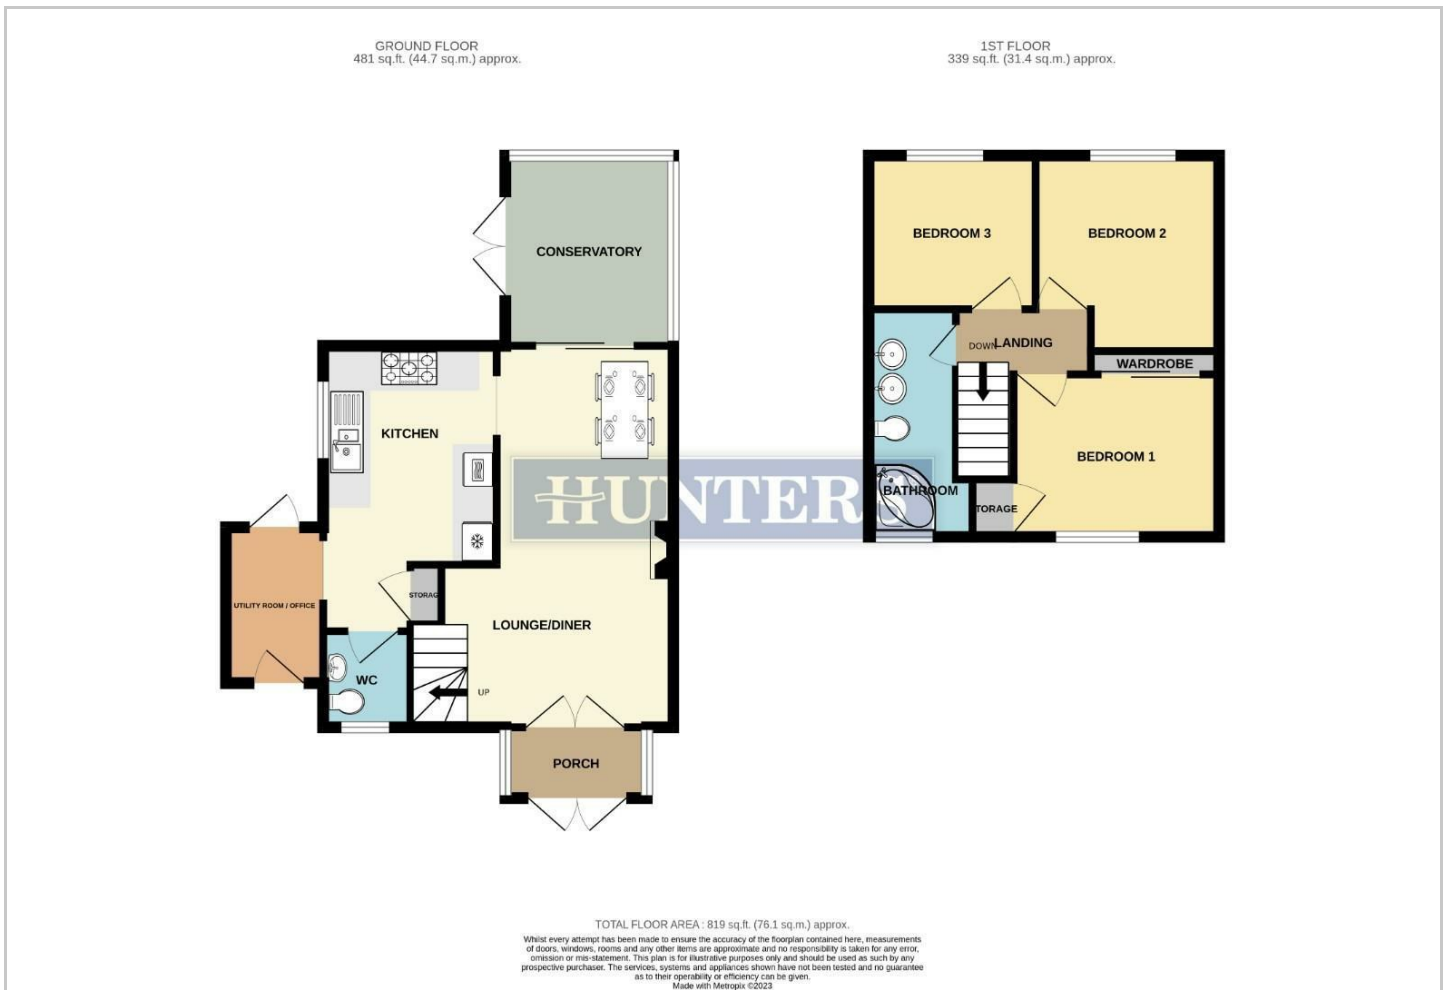 GROUND FLOOR
481 sq.ft. (44.7 sq.m.) approx.
1ST FLOOR
339 sq.ft. (31.4 sq.m.) approx.
CONSERVATORY
KITCHEN
UTILITY ROOM / OFFICE
STORAG
LOUNGE/DINER
WC
UP
PORCH
BEDROOM 3
BEDROOM 2
DOWN
LANDING
WARDROBE
BEDROOM 1
BATHROOM
TORAGE
HUNTERS
TOTAL FLOOR AREA : 819 sq.ft. (76.1 sq.m.) approx.
Whilst every attempt has been made to ensure the accuracy of the floorplan contained here, measurements
of doors, windows, rooms and any other items are approximate and no responsibility is taken for any error,
omission or mis-statement. This plan is for illustrative purposes only and should be used as such by any
prospective purchaser. The services, systems and appliances shown have not been tested and no guarantee
as to their operability or efficiency can be given.
Made with Metropix ©2023